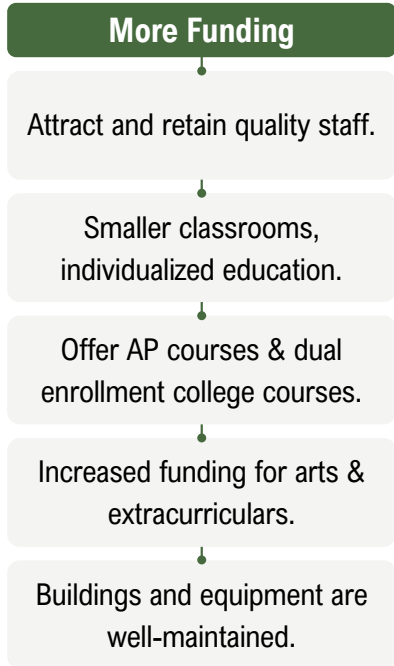 More Funding
Attract and retain quality staff.
Smaller classrooms,
individualized education.
Offer AP courses & dual
enrollment college courses.
Increased funding for arts &
extracurriculars.
Buildings and equipment are
well-maintained.